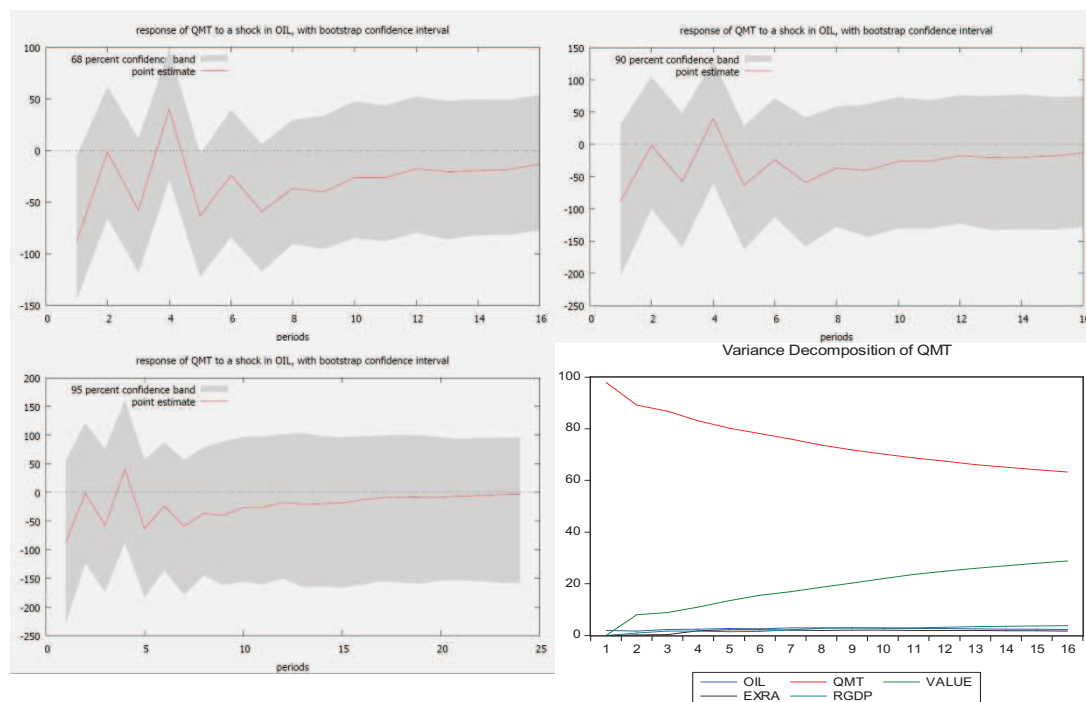 response of QMT to a shock in OIL, with bootstrap confidence interval
68 percent confidence band
point estimate
100
50
0
-50
-100
-150
0 2 4 6 8 10 12 14 16
periods
response of QMT to a shock in OIL, with bootstrap confidence interval
90 percent confidence band
point estimate
150
100
50
0
-50
-100
-150
-200
-250
0 2 4 6 8 10 12 14 16
periods
response of QMT to a shock in OIL, with bootstrap confidence interval
95 percent confidence band
point estimate
200
150
100
50
0
-50
-100
-150
-200
-250
0 5 10 15 20 25
periods
Variance Decomposition of QMT
100
80
60
40
20
0
1 2 3 4 5 6 7 8 9 10 11 12 13 14 15 16
OIL QMT VALUE
EXRA RGDP